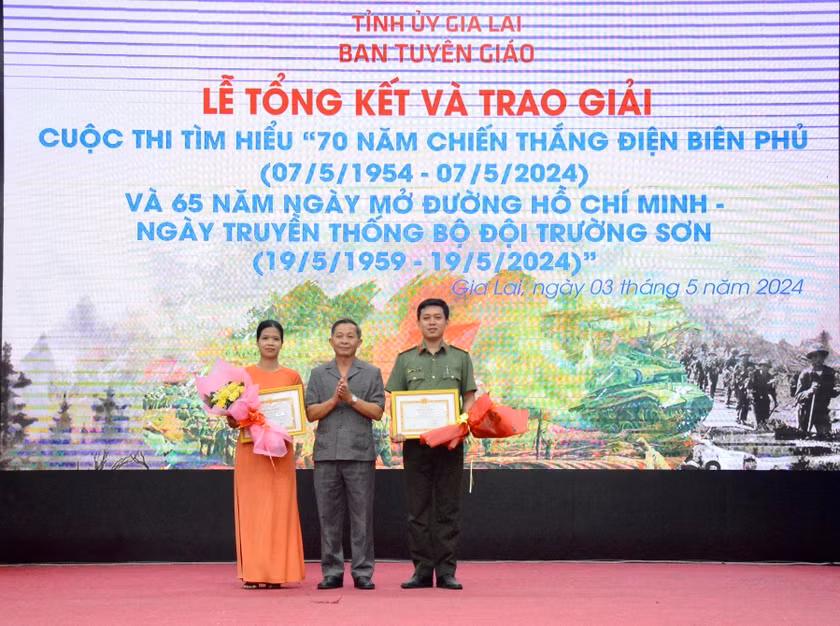 TỈNH ỦY GIA LAI
BAN TUYÊN GIÁO
LỄ TỔNG KẾT VÀ TRAO GIẢI
CUỘC THI TÌM HIỂU “70 NĂM CHIẾN THẮNG ĐIỆN BIÊN PHỦ
(07/5/1954 - 07/5/2024)
VÀ 65 NĂM NGÀY MỞ ĐƯỜNG HỒ CHÍ MINH -
NGÀY TRUYỀN THỐNG BỘ ĐỘI TRƯỜNG SƠN
(19/5/1959 - 19/5/2024)”
Gia Lai, ngày 03 tháng 5 năm 2024